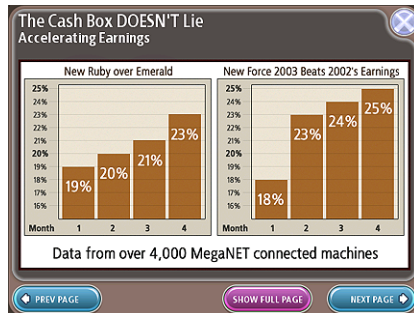 The Cash Box DOESN'T Lie
Accelerating Earnings
New Ruby over Emerald
25%
24%
23%
22%
21%
20%
19%
18%
17%
16%
19%
20%
21%
23%
Month 1 2 3 4
New Force 2003 Beats 2002's Earnings
25%
24%
23%
22%
21%
20%
19%
18%
17%
16%
18%
23%
24%
25%
Month 1 2 3 4
Data from over 4,000 MegaNET connected machines
PREV PAGE
SHOW FULL PAGE
NEXT PAGE